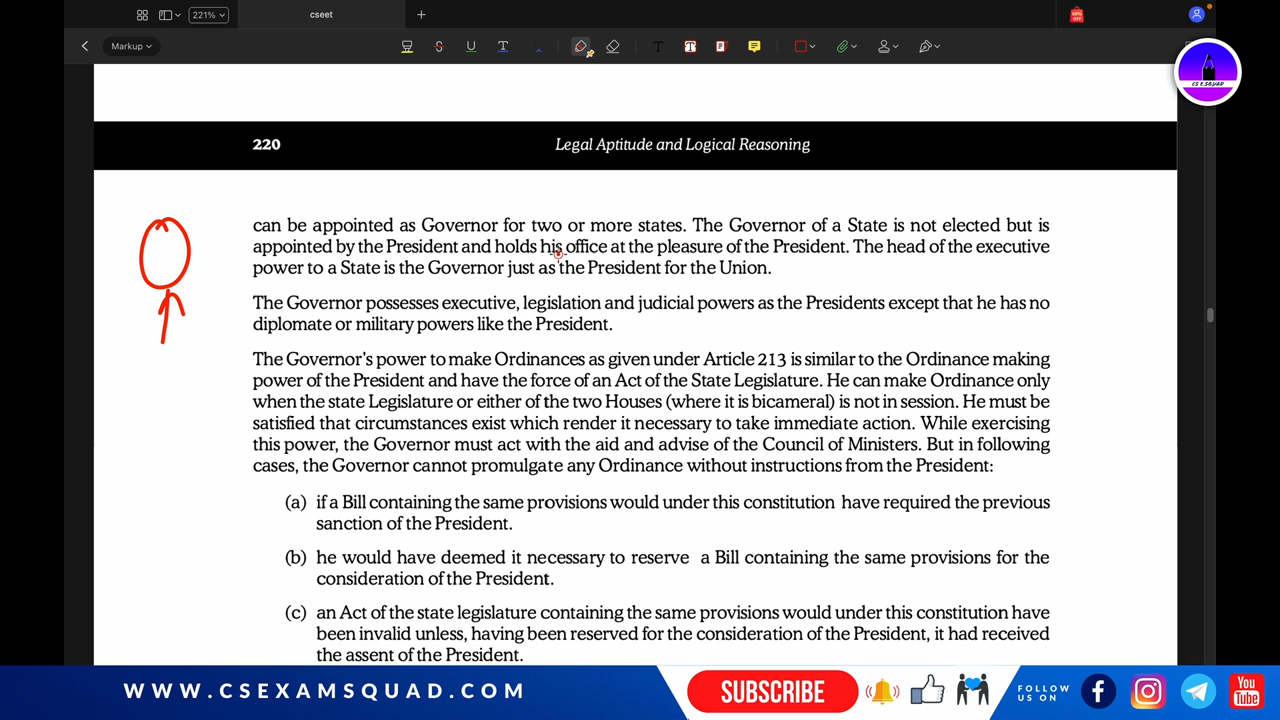 221%
cseet
Markup
60% OFF
CS E SQUAD
220 Legal Aptitude and Logical Reasoning
can be appointed as Governor for two or more states. The Governor of a State is not elected but is
appointed by the President and holds his office at the pleasure of the President. The head of the executive
power to a State is the Governor just as the President for the Union.
The Governor possesses executive, legislation and judicial powers as the Presidents except that he has no
diplomate or military powers like the President.
The Governor's power to make Ordinances as given under Article 213 is similar to the Ordinance making
power of the President and have the force of an Act of the State Legislature. He can make Ordinance only
when the state Legislature or either of the two Houses (where it is bicameral) is not in session. He must be
satisfied that circumstances exist which render it necessary to take immediate action. While exercising
this power, the Governor must act with the aid and advise of the Council of Ministers. But in following
cases, the Governor cannot promulgate any Ordinance without instructions from the President:
(a) if a Bill containing the same provisions would under this constitution have required the previous
sanction of the President.
(b) he would have deemed it necessary to reserve a Bill containing the same provisions for the
consideration of the President.
(c) an Act of the state legislature containing the same provisions would under this constitution have
been invalid unless, having been reserved for the consideration of the President, it had received
the assent of the President.
WWW.CSEXAMSQUAD.COM
SUBSCRIBE
FOLLOW
US ON
You
Tube